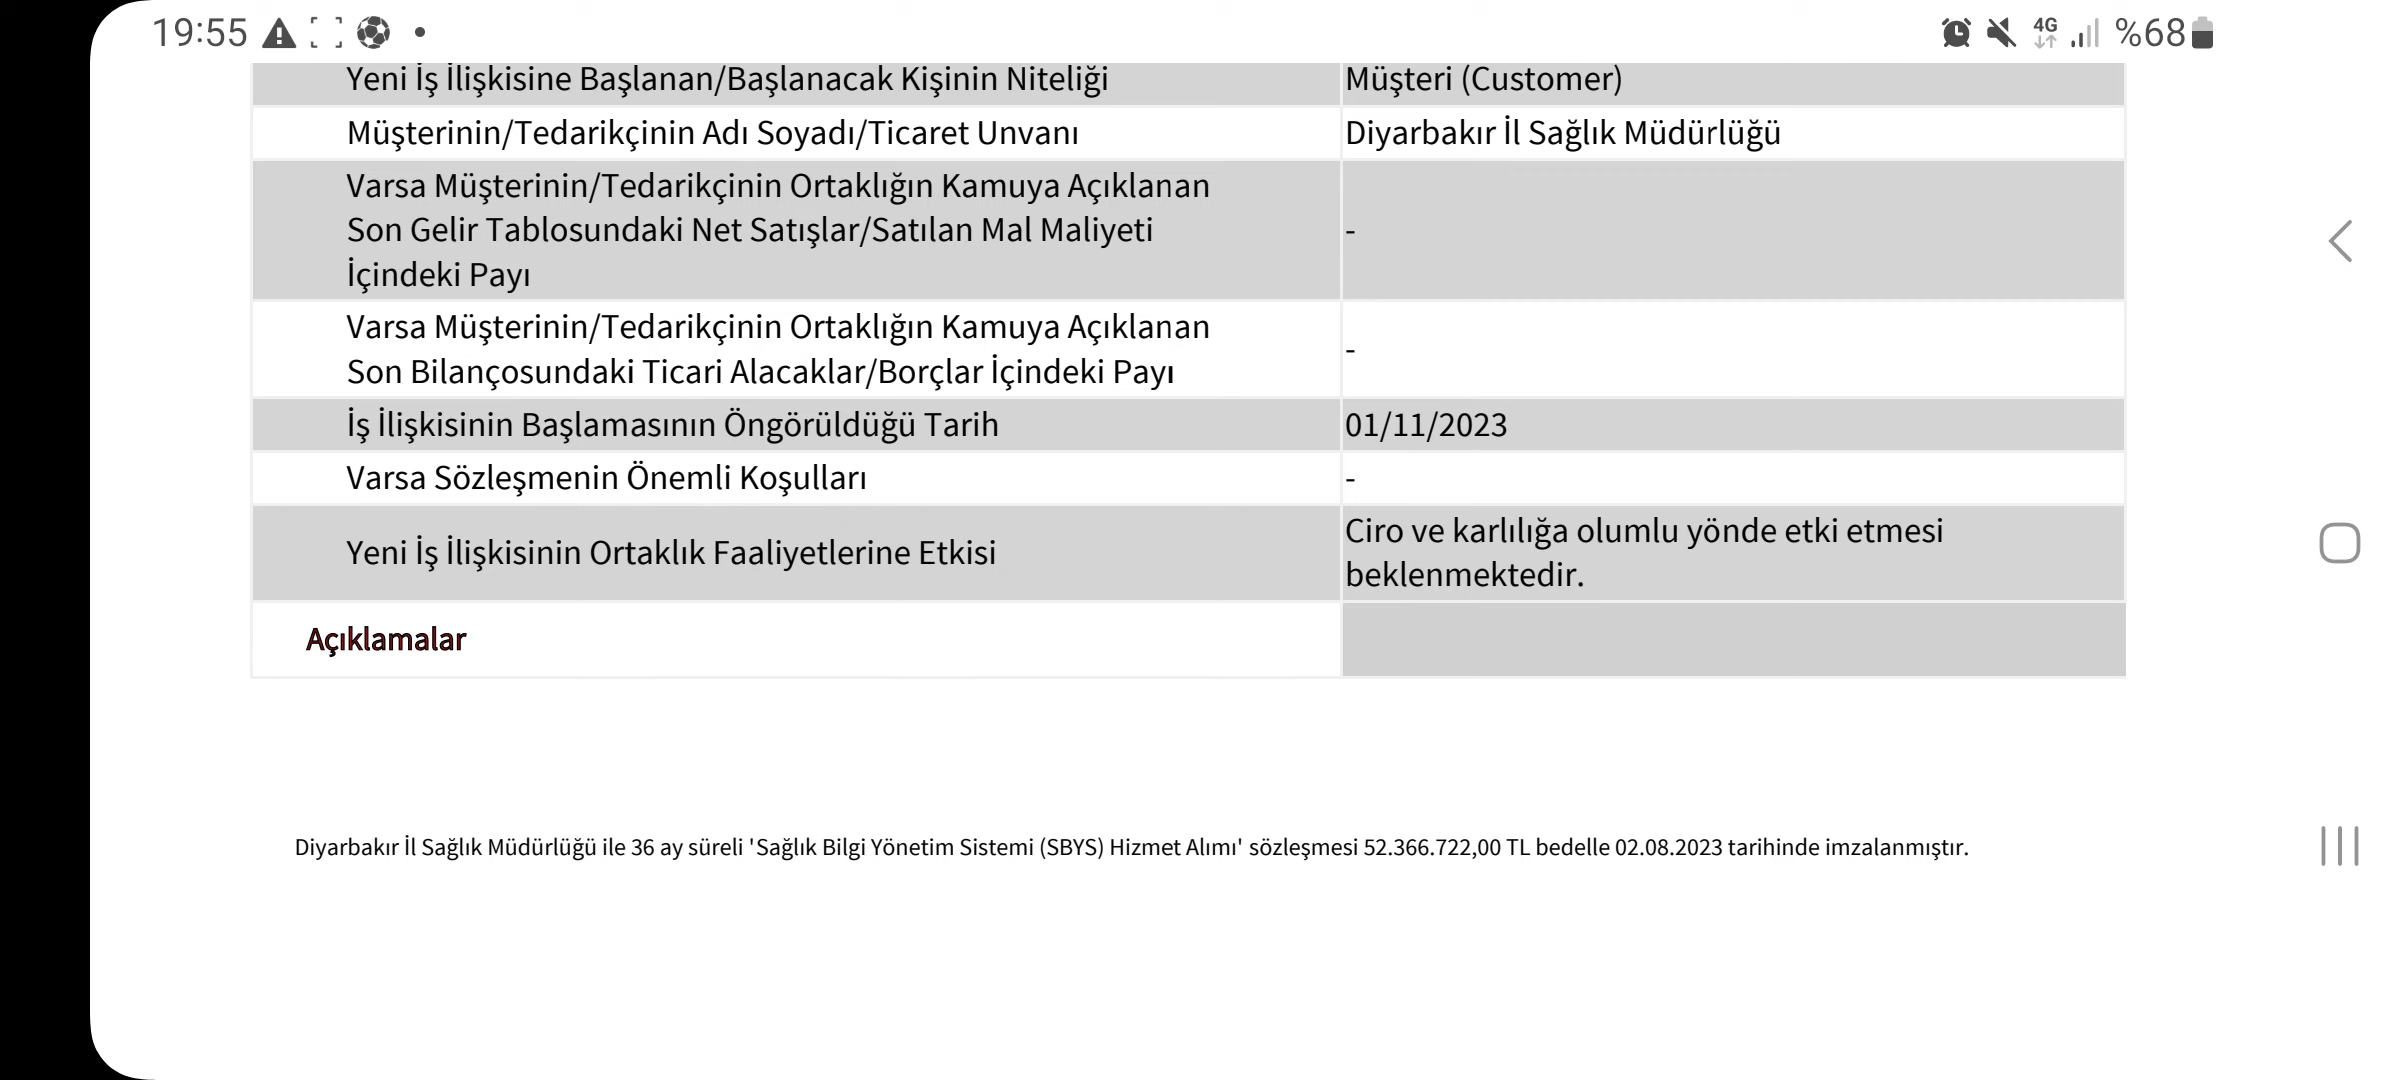 19:55 4G %68
Yeni İş İlişkisine Başlanan/Başlanacak Kişinin Niteliği Müşteri (Customer)
Müşterinin/Tedarikçinin Adı Soyadı/Ticaret Unvanı Diyarbakır İl Sağlık Müdürlüğü
Varsa Müşterinin/Tedarikçinin Ortaklığın Kamuya Açıklanan
Son Gelir Tablosundaki Net Satışlar/Satılan Mal Maliyeti -
İçindeki Payı
Varsa Müşterinin/Tedarikçinin Ortaklığın Kamuya Açıklanan
Son Bilançosundaki Ticari Alacaklar/Borçlar İçindeki Payı -
İş İlişkisinin Başlamasının Öngörüldüğü Tarih 01/11/2023
Varsa Sözleşmenin Önemli Koşulları -
Yeni İş İlişkisinin Ortaklık Faaliyetlerine Etkisi Ciro ve karlılığa olumlu yönde etki etmesi
beklenmektedir.
Açıklamalar
Diyarbakır İl Sağlık Müdürlüğü ile 36 ay süreli 'Sağlık Bilgi Yönetim Sistemi (SBYS) Hizmet Alımı' sözleşmesi 52.366.722,00 TL bedelle 02.08.2023 tarihinde imzalanmıştır.